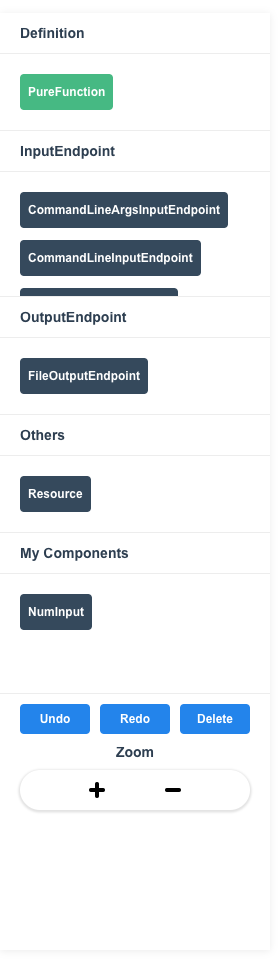 Definition
PureFunction
InputEndpoint
CommandLineArgsInputEndpoint
CommandLineInputEndpoint
OutputEndpoint
FileOutputEndpoint
Others
Resource
My Components
NumInput
Undo Redo Delete
Zoom
+ −